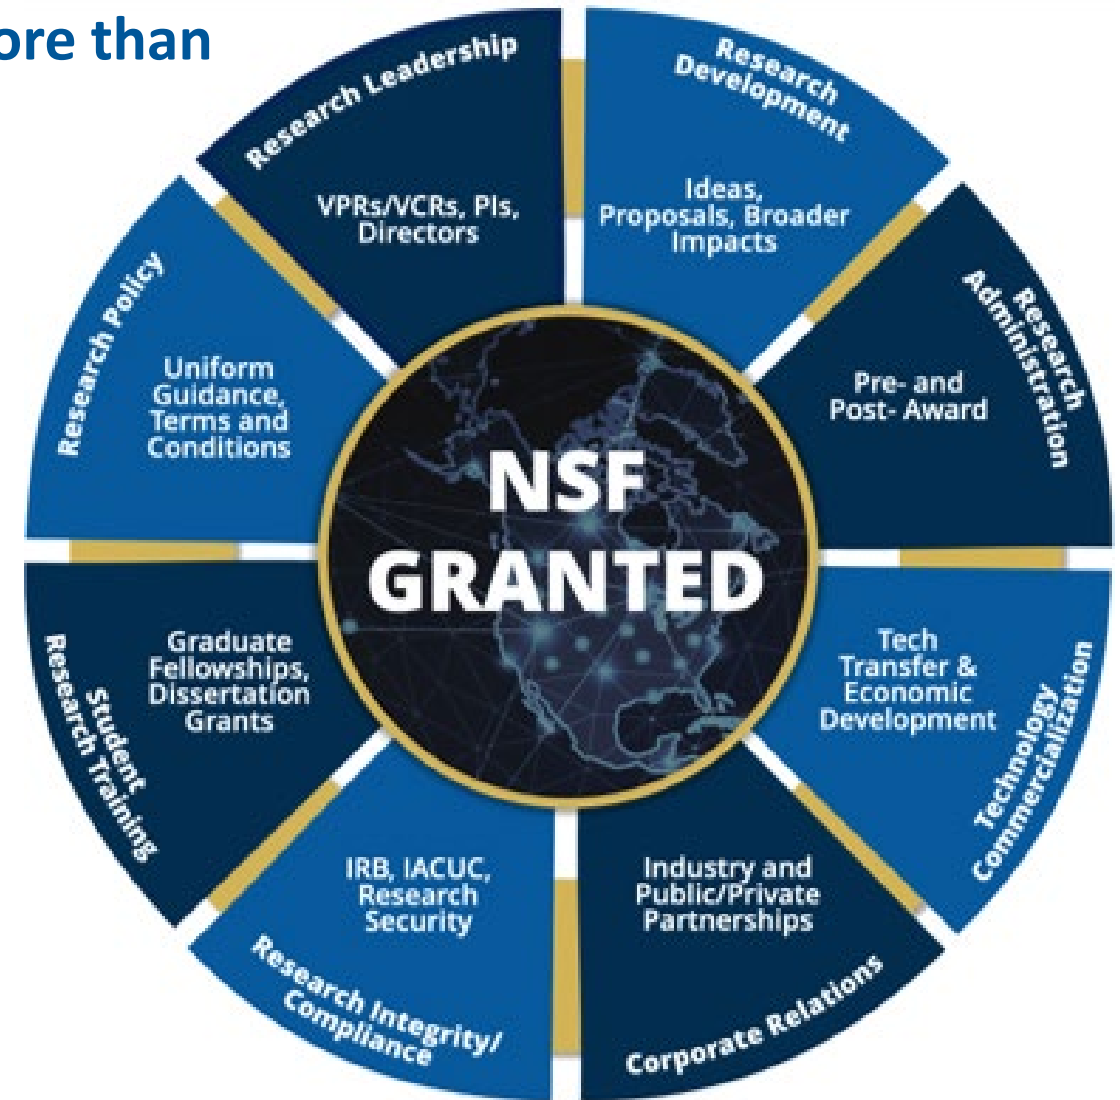 ore than
Research Leadership
VPRs/VCRs, PIs,
Directors
Research
Development
Ideas,
Proposals, Broader
Impacts
Research
Administration
Pre- and
Post- Award
Tech
Transfer &
Economic
Development
Technology
Commercialization
Industry and
Public/Private
Partnerships
Corporate Relations
IRB, IACUC,
Research
Security
Research Integrity/
Compliance
Graduate
Fellowships,
Dissertation
Grants
Student
Research Training
Research Policy
Uniform
Guidance,
Terms and
Conditions
NSF
GRANTED